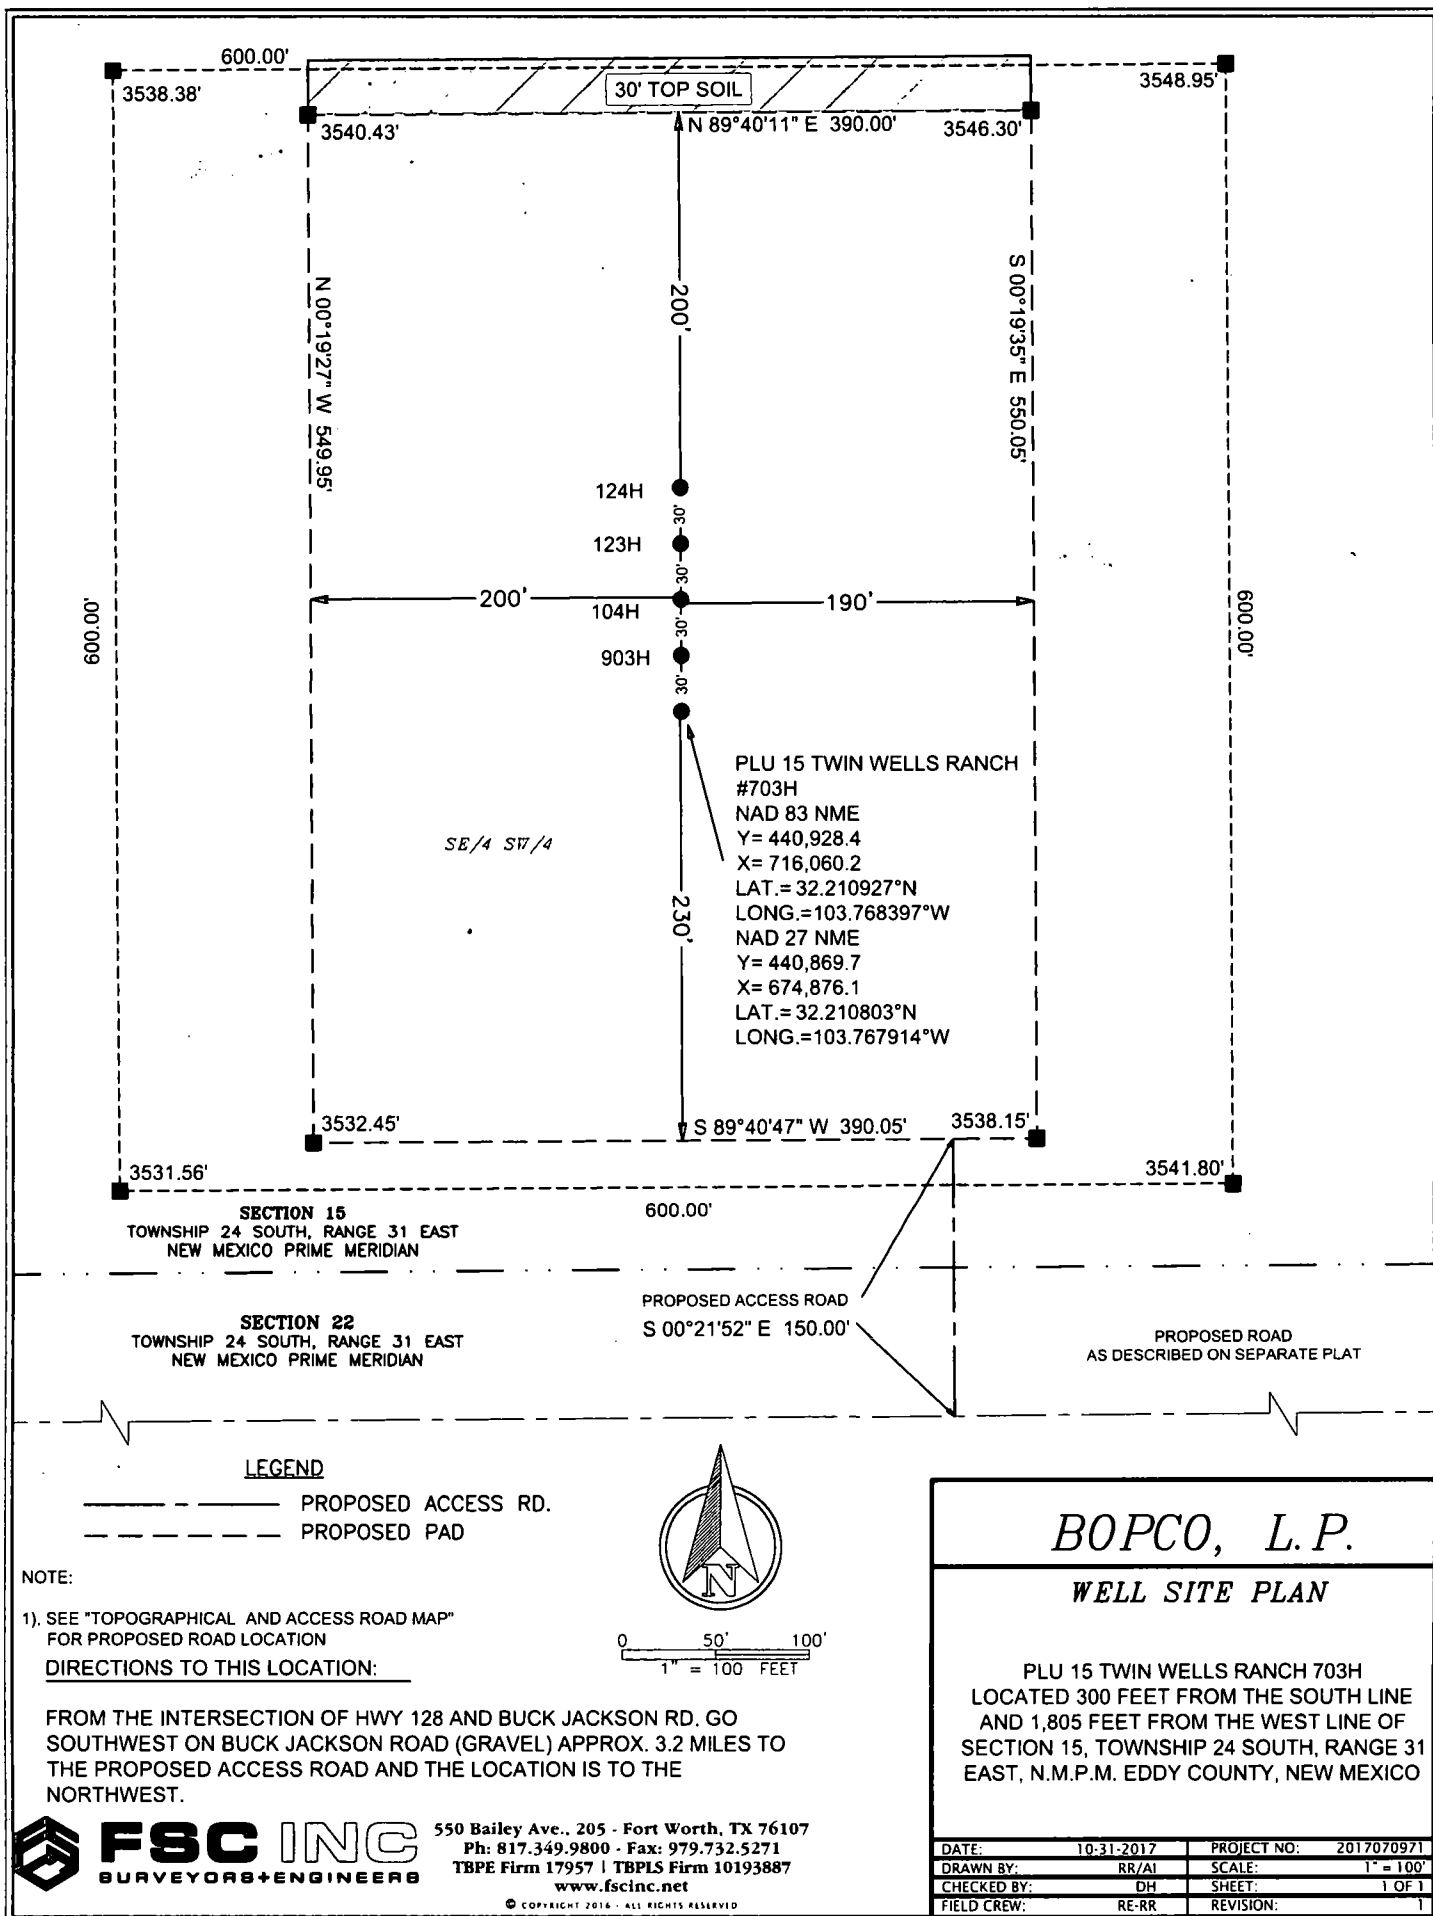 600.00'
3538.38'
3548.95'
30' TOP SOIL
3540.43'
N 89°40'11" E 390.00'
3546.30'
N 00°19'27" W 549.95'
200'
S 00°19'35" E 550.05'
124H
30'
123H
30'
200'
104H
190'
30'
903H
30'
600.00'
600.00'
PLU 15 TWIN WELLS RANCH
#703H
NAD 83 NME
Y= 440,928.4
X= 716,060.2
LAT.= 32.210927°N
LONG.=103.768397°W
NAD 27 NME
Y= 440,869.7
X= 674,876.1
LAT.= 32.210803°N
LONG.=103.767914°W
SE/4 SW/4
230'
3532.45'
S 89°40'47" W 390.05'
3538.15'
3531.56'
3541.80'
600.00'
SECTION 15
TOWNSHIP 24 SOUTH, RANGE 31 EAST
NEW MEXICO PRIME MERIDIAN
SECTION 22
TOWNSHIP 24 SOUTH, RANGE 31 EAST
NEW MEXICO PRIME MERIDIAN
PROPOSED ACCESS ROAD
S 00°21'52" E 150.00'
PROPOSED ROAD
AS DESCRIBED ON SEPARATE PLAT
LEGEND
PROPOSED ACCESS RD.
PROPOSED PAD
N
0 50' 100'
1" = 100 FEET
NOTE:
1). SEE "TOPOGRAPHICAL AND ACCESS ROAD MAP"
FOR PROPOSED ROAD LOCATION
DIRECTIONS TO THIS LOCATION:
FROM THE INTERSECTION OF HWY 128 AND BUCK JACKSON RD. GO
SOUTHWEST ON BUCK JACKSON ROAD (GRAVEL) APPROX. 3.2 MILES TO
THE PROPOSED ACCESS ROAD AND THE LOCATION IS TO THE
NORTHWEST.
FSC INC
SURVEYORS+ENGINEERS
550 Bailey Ave., 205 - Fort Worth, TX 76107
Ph: 817.349.9800 - Fax: 979.732.5271
TBPE Firm 17957 | TBPLS Firm 10193887
www.fscinc.net
© COPYRIGHT 2016 - ALL RIGHTS RESERVED
BOPCO, L.P.
WELL SITE PLAN
PLU 15 TWIN WELLS RANCH 703H
LOCATED 300 FEET FROM THE SOUTH LINE
AND 1,805 FEET FROM THE WEST LINE OF
SECTION 15, TOWNSHIP 24 SOUTH, RANGE 31
EAST, N.M.P.M. EDDY COUNTY, NEW MEXICO
DATE: 10-31-2017 PROJECT NO: 2017070971
DRAWN BY: RR/AI SCALE: 1" = 100'
CHECKED BY: DH SHEET: 1 OF 1
FIELD CREW: RE-RR REVISION: 1